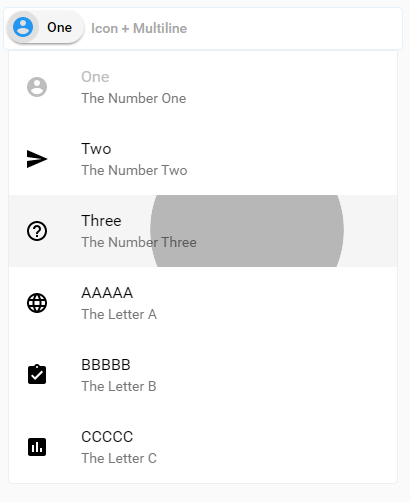 One Icon + Multiline
One
The Number One
Two
The Number Two
Three
The Number Three
AAAAA
The Letter A
BBBBB
The Letter B
CCCCC
The Letter C